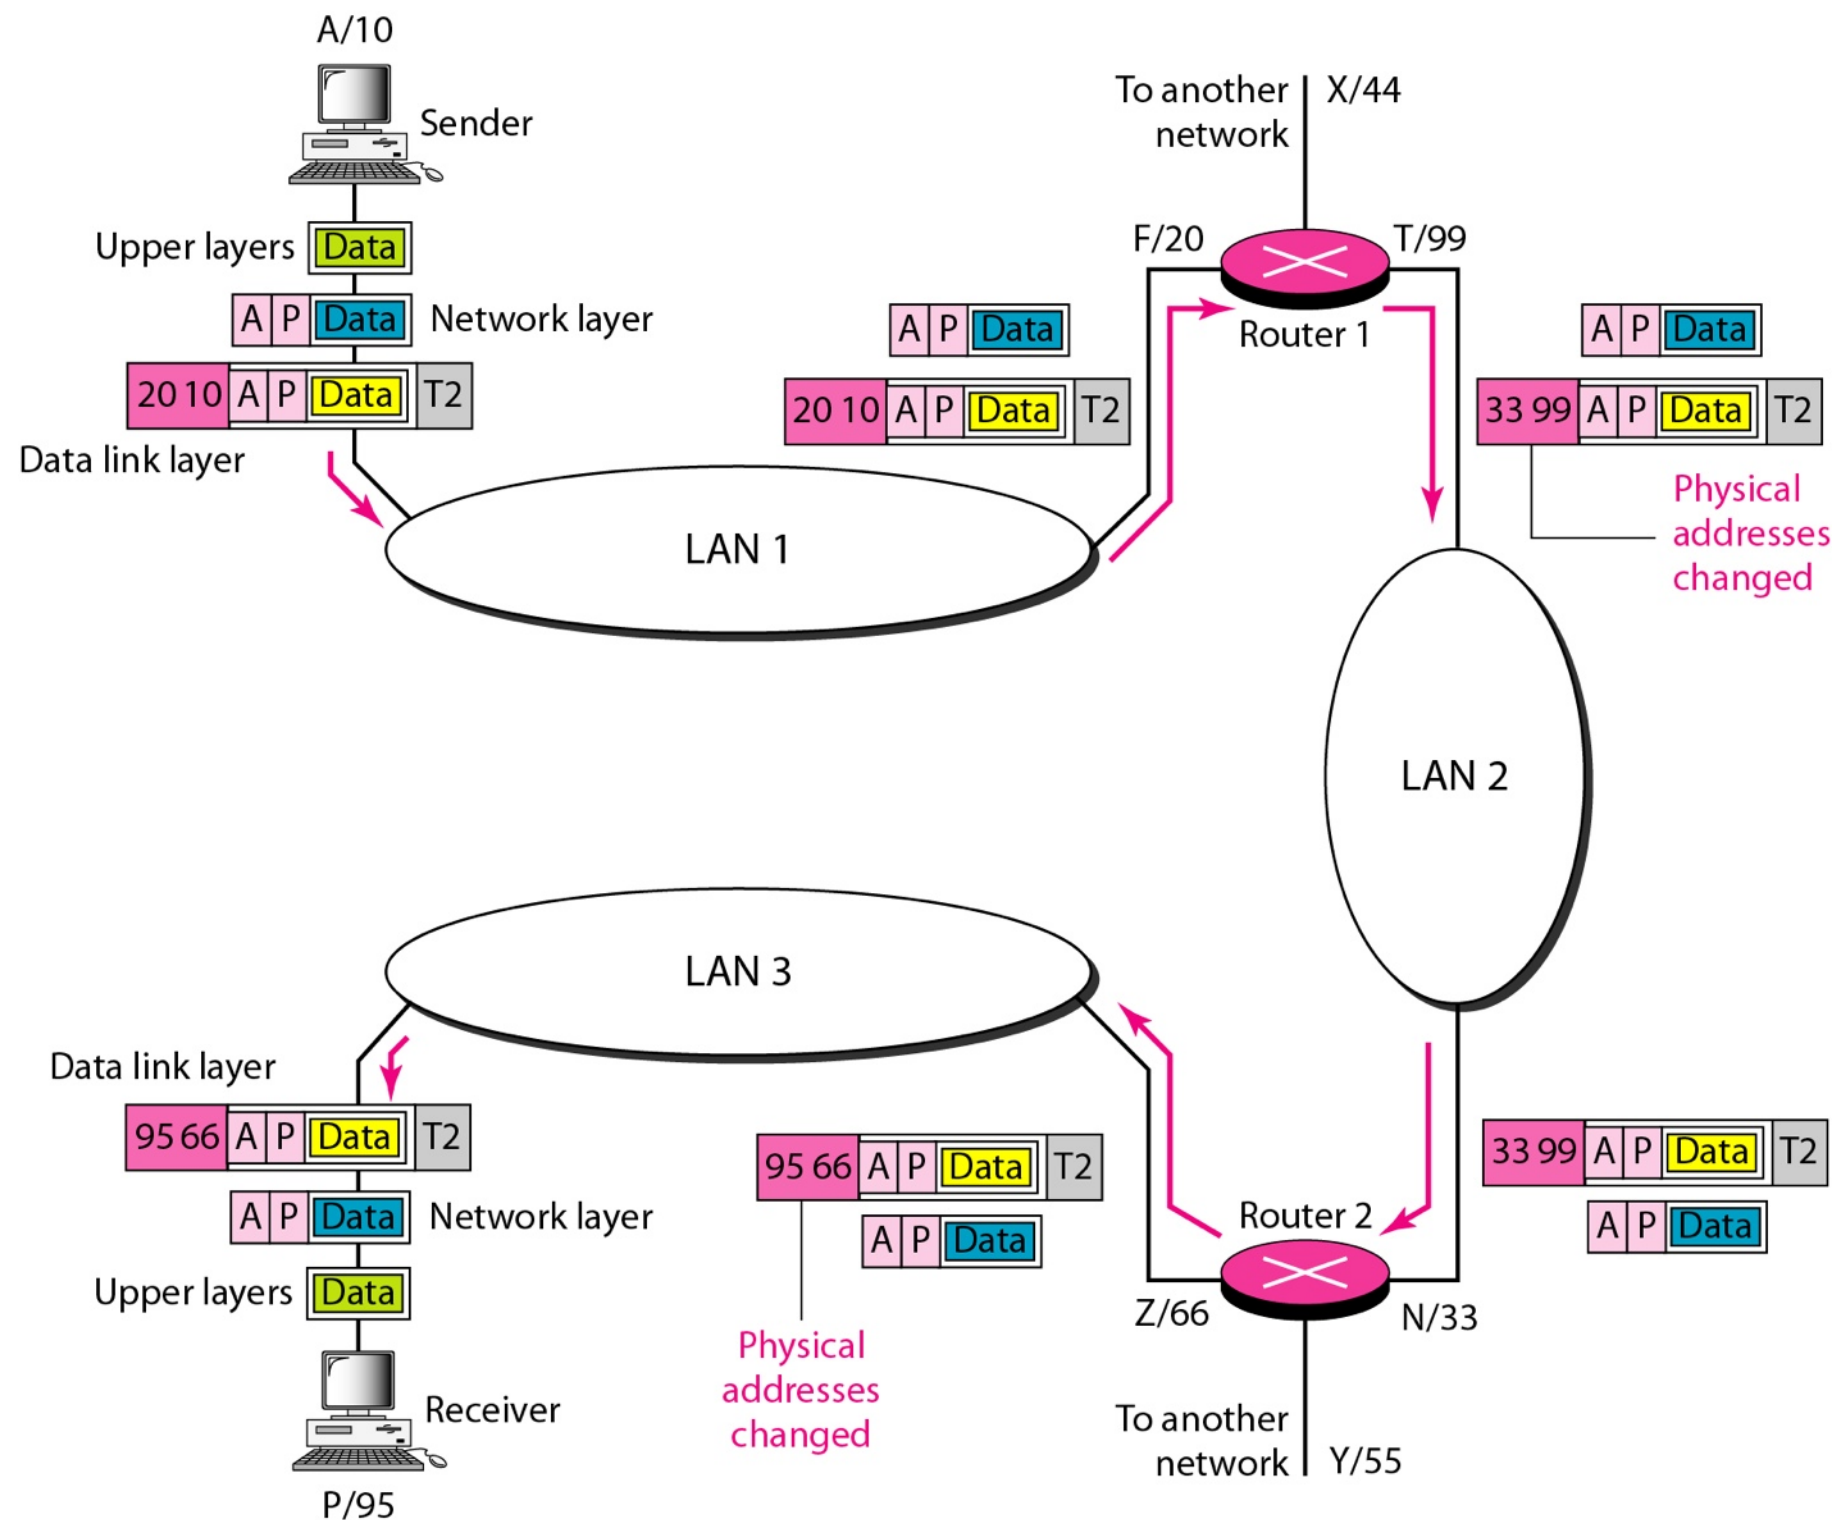 A/10
Sender
To another
network
X/44
Upper layers
Data
F/20
T/99
A P Data
Network layer
A P Data
Router 1
A P Data
20 10 A P Data T2
20 10 A P Data T2
33 99 A P Data T2
Data link layer
Physical
addresses
changed
LAN 1
LAN 2
LAN 3
Data link layer
95 66 A P Data T2
95 66 A P Data T2
33 99 A P Data T2
A P Data
Network layer
A P Data
Router 2
A P Data
Upper layers
Data
Z/66
N/33
Physical
addresses
changed
Receiver
To another
network
Y/55
P/95